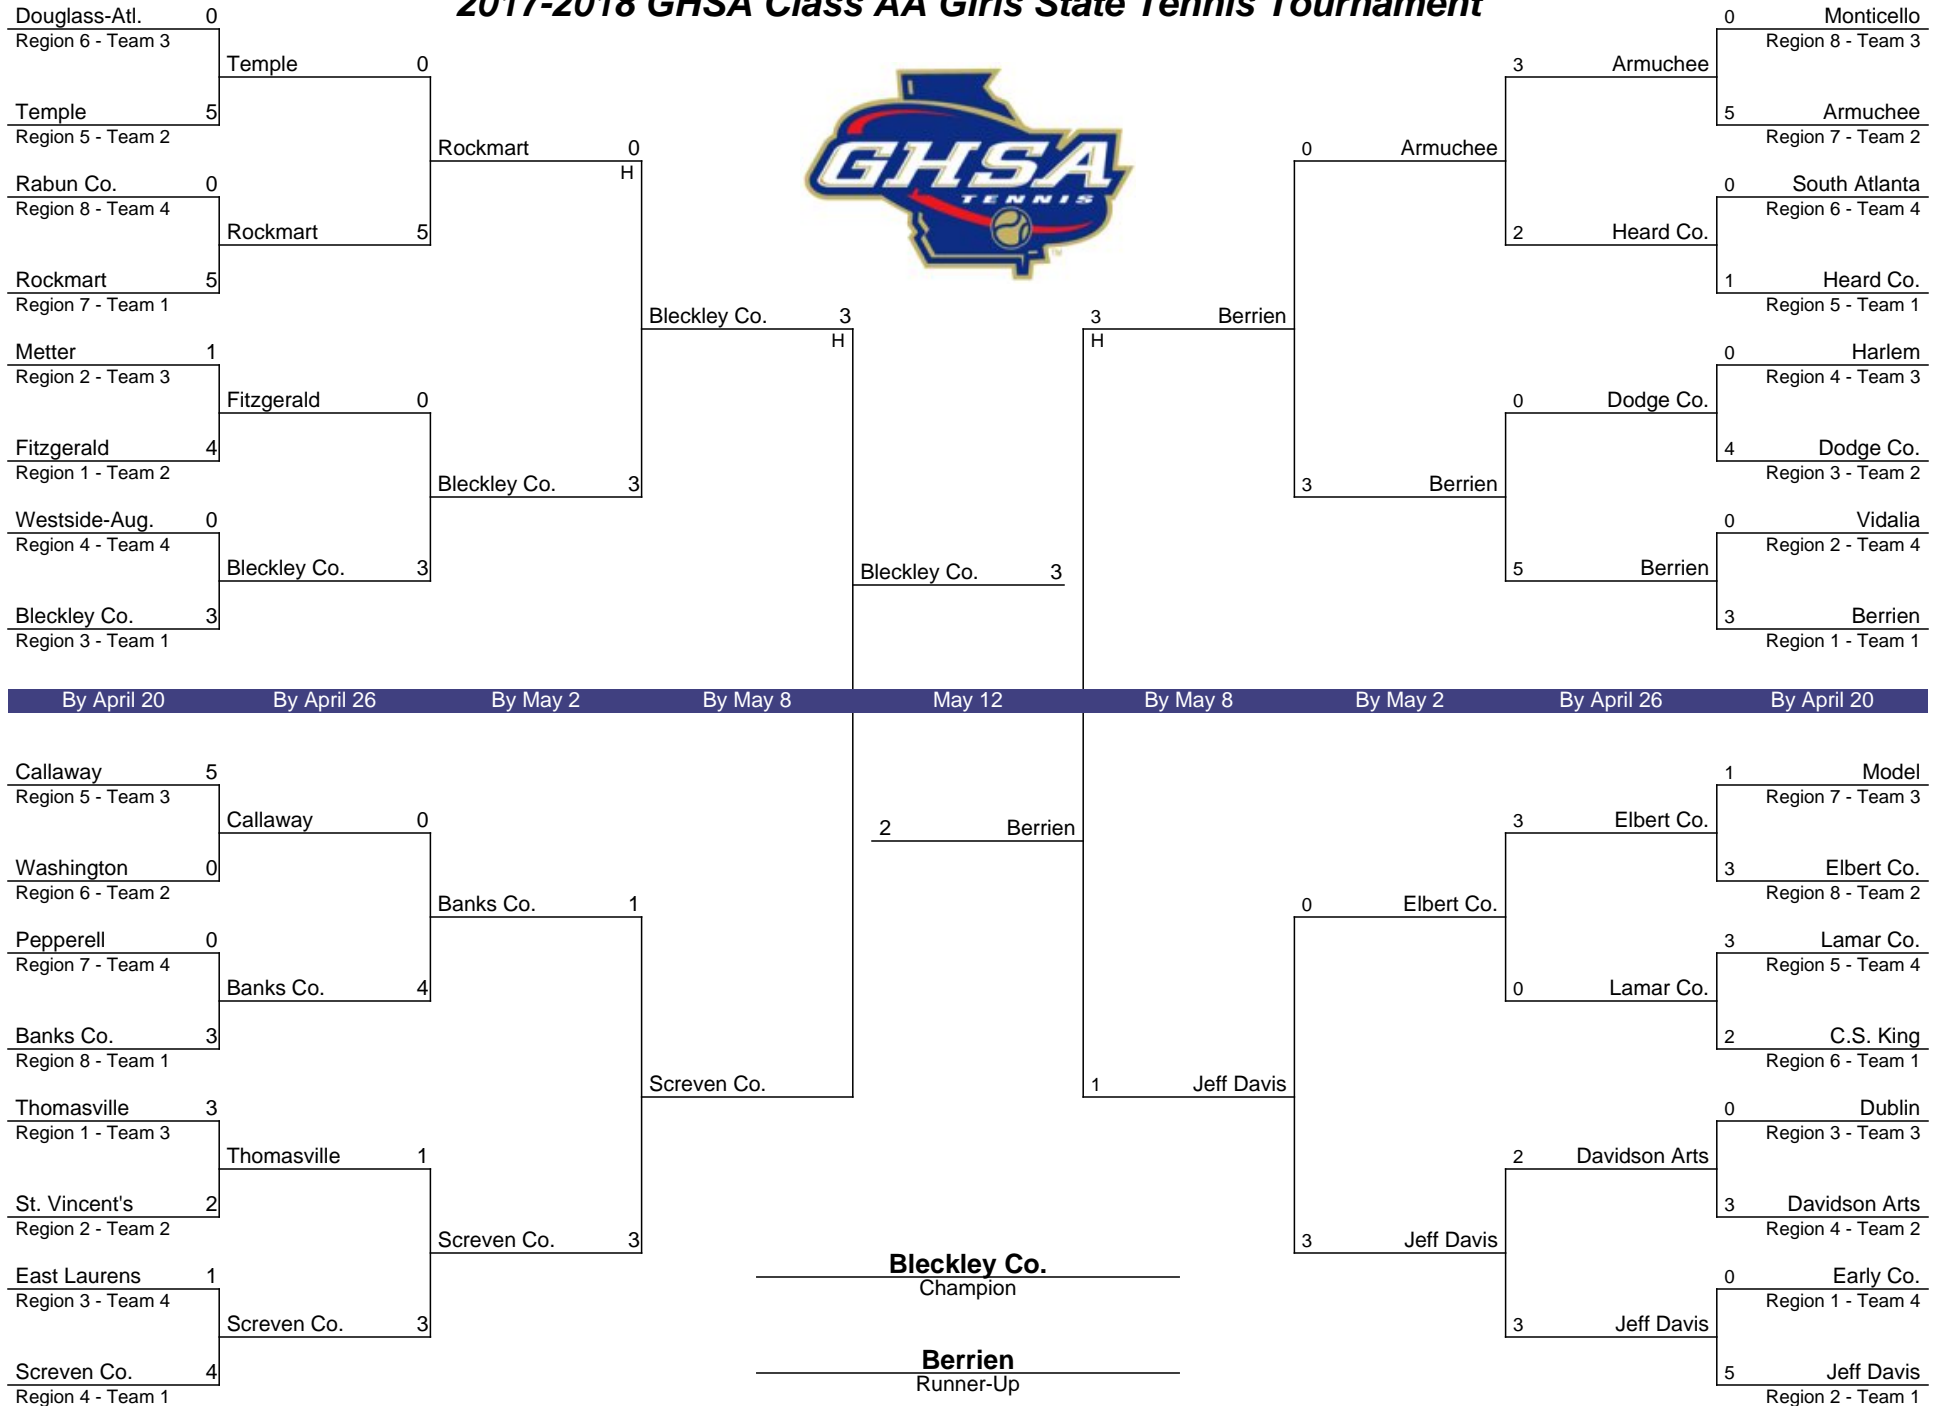 2017-2018 GHSA Class AA Girls State Tennis Tournament
Douglass-Atl. 0
Region 6 - Team 3
Temple 5
Region 5 - Team 2
Rabun Co. 0
Region 8 - Team 4
Rockmart 5
Region 7 - Team 1
Metter 1
Region 2 - Team 3
Fitzgerald 4
Region 1 - Team 2
Westside-Aug. 0
Region 4 - Team 4
Bleckley Co. 3
Region 3 - Team 1
Temple 0
Rockmart 5
Fitzgerald 0
Bleckley Co. 3
Rockmart 0
H
Bleckley Co. 3
Bleckley Co. 3
H
Bleckley Co. 3
GHSA
TENNIS
TM
3 Berrien
H
0 Armuchee
3 Berrien
3 Armuchee
2 Heard Co.
0 Dodge Co.
5 Berrien
0 Monticello
Region 8 - Team 3
5 Armuchee
Region 7 - Team 2
0 South Atlanta
Region 6 - Team 4
1 Heard Co.
Region 5 - Team 1
0 Harlem
Region 4 - Team 3
4 Dodge Co.
Region 3 - Team 2
0 Vidalia
Region 2 - Team 4
3 Berrien
Region 1 - Team 1
By April 20 By April 26 By May 2 By May 8 May 12 By May 8 By May 2 By April 26 By April 20
Callaway 5
Region 5 - Team 3
Washington 0
Region 6 - Team 2
Pepperell 0
Region 7 - Team 4
Banks Co. 3
Region 8 - Team 1
Thomasville 3
Region 1 - Team 3
St. Vincent's 2
Region 2 - Team 2
East Laurens 1
Region 3 - Team 4
Screven Co. 4
Region 4 - Team 1
Callaway 0
Banks Co. 4
Thomasville 1
Screven Co. 3
Banks Co. 1
Screven Co. 3
Screven Co.
2 Berrien
Bleckley Co.
Champion
Berrien
Runner-Up
1 Jeff Davis
0 Elbert Co.
3 Jeff Davis
3 Elbert Co.
0 Lamar Co.
2 Davidson Arts
3 Jeff Davis
1 Model
Region 7 - Team 3
3 Elbert Co.
Region 8 - Team 2
3 Lamar Co.
Region 5 - Team 4
2 C.S. King
Region 6 - Team 1
0 Dublin
Region 3 - Team 3
3 Davidson Arts
Region 4 - Team 2
0 Early Co.
Region 1 - Team 4
5 Jeff Davis
Region 2 - Team 1